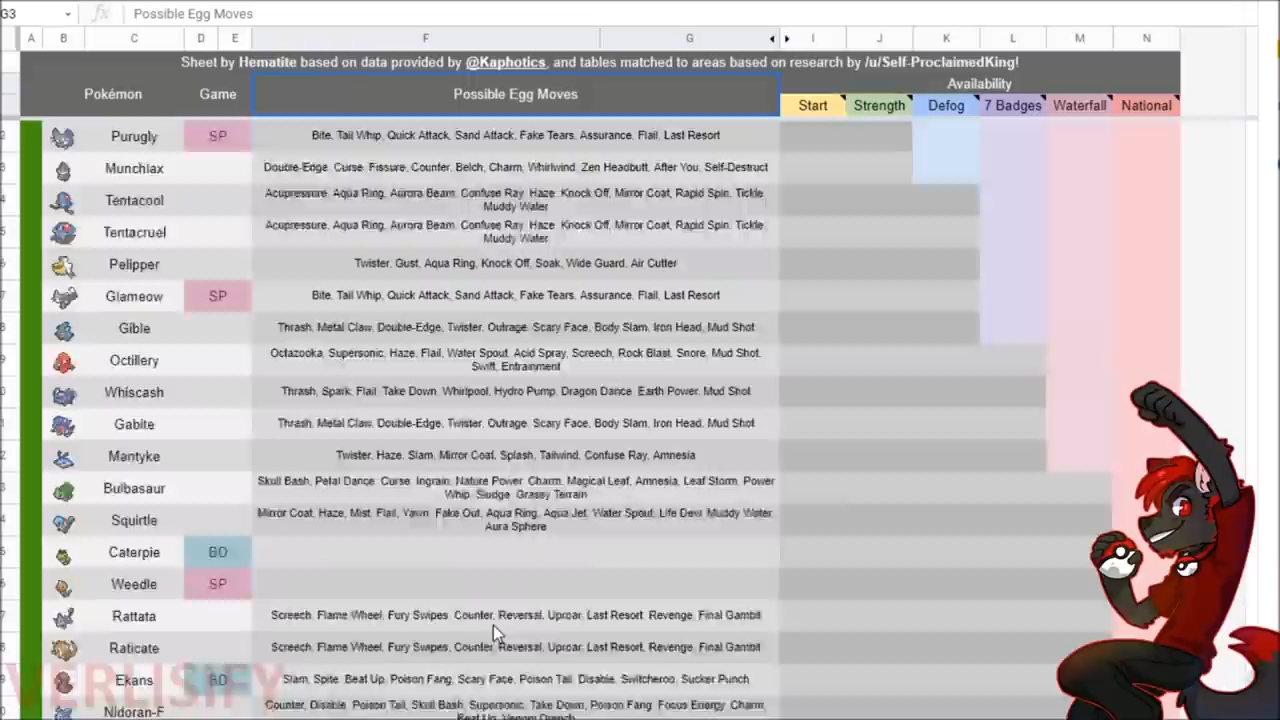 G3 fx Possible Egg Moves
A B C D E F G I J K L M N
Sheet by Hematite based on data provided by @Kaphotics, and tables matched to areas based on research by /u/Self-ProclaimedKing!
Availability
Pokémon Game Possible Egg Moves
Start Strength Defog 7 Badges Waterfall National
Purugly SP Bite, Tail Whip, Quick Attack, Sand Attack, Fake Tears, Assurance, Flail, Last Resort
Munchlax Double-Edge, Curse, Fissure, Counter, Belch, Charm, Whirlwind, Zen Headbutt, After You, Self-Destruct
Tentacool Acupressure, Aqua Ring, Aurora Beam, Confuse Ray, Haze, Knock Off, Mirror Coat, Rapid Spin, Tickle,
Muddy Water
Tentacruel Acupressure, Aqua Ring, Aurora Beam, Confuse Ray, Haze, Knock Off, Mirror Coat, Rapid Spin, Tickle,
Muddy Water
Pelipper Twister, Gust, Aqua Ring, Knock Off, Soak, Wide Guard, Air Cutter
Glameow SP Bite, Tail Whip, Quick Attack, Sand Attack, Fake Tears, Assurance, Flail, Last Resort
Gible Thrash, Metal Claw, Double-Edge, Twister, Outrage, Scary Face, Body Slam, Iron Head, Mud Shot
Octillery Octazooka, Supersonic, Haze, Flail, Water Spout, Acid Spray, Screech, Rock Blast, Snore, Mud Shot,
Swift, Entrainment
Whiscash Thrash, Spark, Flail, Take Down, Whirlpool, Hydro Pump, Dragon Dance, Earth Power, Mud Shot
Gabite Thrash, Metal Claw, Double-Edge, Twister, Outrage, Scary Face, Body Slam, Iron Head, Mud Shot
Mantyke Twister, Haze, Slam, Mirror Coat, Splash, Tailwind, Confuse Ray, Amnesia
Bulbasaur Skull Bash, Petal Dance, Curse, Ingrain, Nature Power, Charm, Magical Leaf, Amnesia, Leaf Storm, Power
Whip, Sludge, Grassy Terrain
Squirtle Mirror Coat, Haze, Mist, Flail, Yawn, Fake Out, Aqua Ring, Aqua Jet, Water Spout, Life Dew, Muddy Water,
Aura Sphere
Caterpie BD
Weedle SP
Rattata Screech, Flame Wheel, Fury Swipes, Counter, Reversal, Uproar, Last Resort, Revenge, Final Gambit
Raticate Screech, Flame Wheel, Fury Swipes, Counter, Reversal, Uproar, Last Resort, Revenge, Final Gambit
Ekans BD Slam, Spite, Beat Up, Poison Fang, Scary Face, Poison Tail, Disable, Switcheroo, Sucker Punch
VERLISIFY
Nidoran-F Counter, Disable, Poison Tail, Skull Bash, Supersonic, Take Down, Poison Fang, Focus Energy, Charm,
Beat Up, Venom Drench